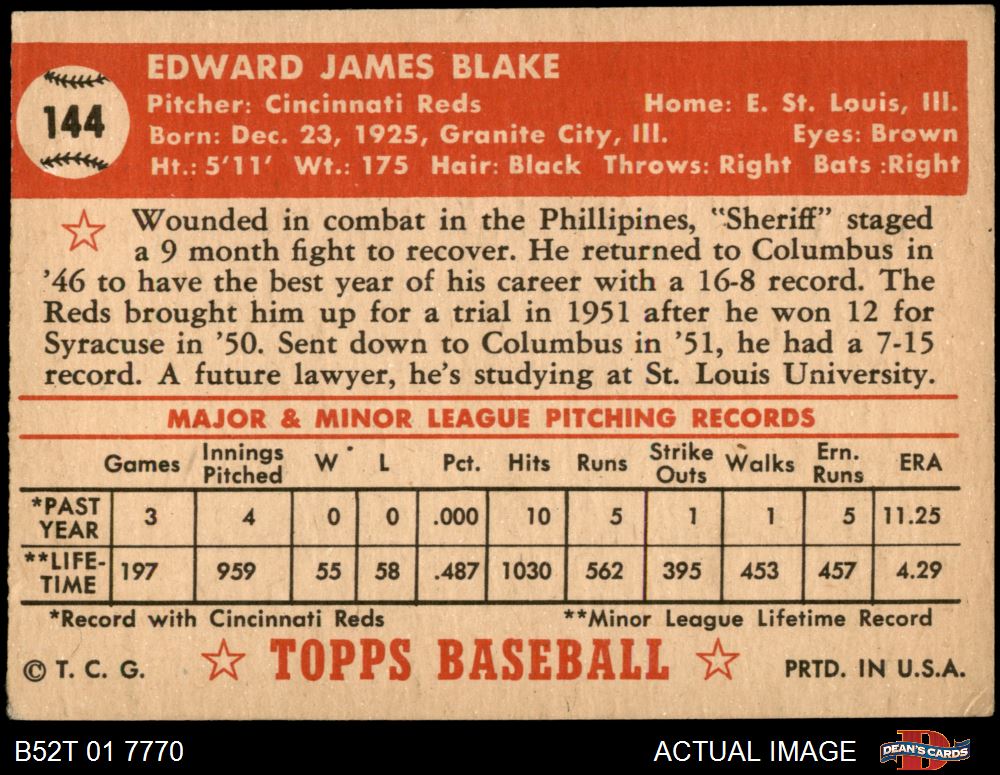 144
EDWARD JAMES BLAKE
Pitcher: Cincinnati Reds Home: E. St. Louis, Ill.
Born: Dec. 23, 1925, Granite City, Ill. Eyes: Brown
Ht.: 5'11' Wt.: 175 Hair: Black Throws: Right Bats :Right
Wounded in combat in the Phillipines, "Sheriff" staged
a 9 month fight to recover. He returned to Columbus in
'46 to have the best year of his career with a 16-8 record. The
Reds brought him up for a trial in 1951 after he won 12 for
Syracuse in '50. Sent down to Columbus in '51, he had a 7-15
record. A future lawyer, he's studying at St. Louis University.
MAJOR & MINOR LEAGUE PITCHING RECORDS
Games Innings Pitched W L Pct. Hits Runs Strike Outs Walks Ern. Runs ERA
*PAST YEAR 3 4 0 0 .000 10 5 1 1 5 11.25
**LIFE-TIME 197 959 55 58 .487 1030 562 395 453 457 4.29
*Record with Cincinnati Reds **Minor League Lifetime Record
© T. C. G. TOPPS BASEBALL PRTD. IN U.S.A.
B52T 01 7770 ACTUAL IMAGE DEAN'S CARDS